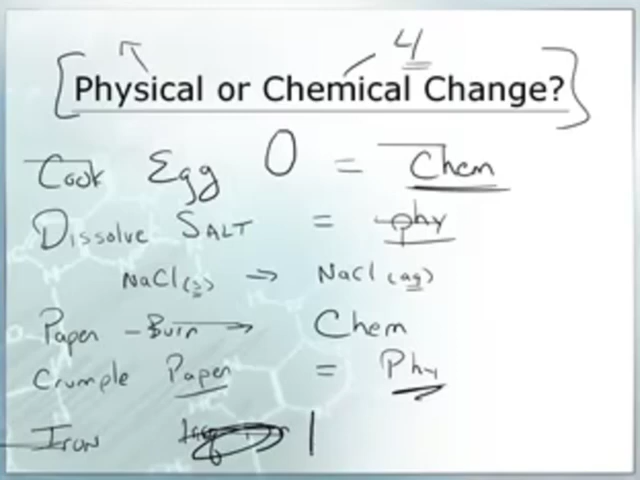 4
Physical or Chemical Change?
Cook Egg = Chem
Dissolve SALT = phy
NaCl(s) → NaCl(aq)
Paper - Burn → Chem
Crumple Paper = Phy
Iron